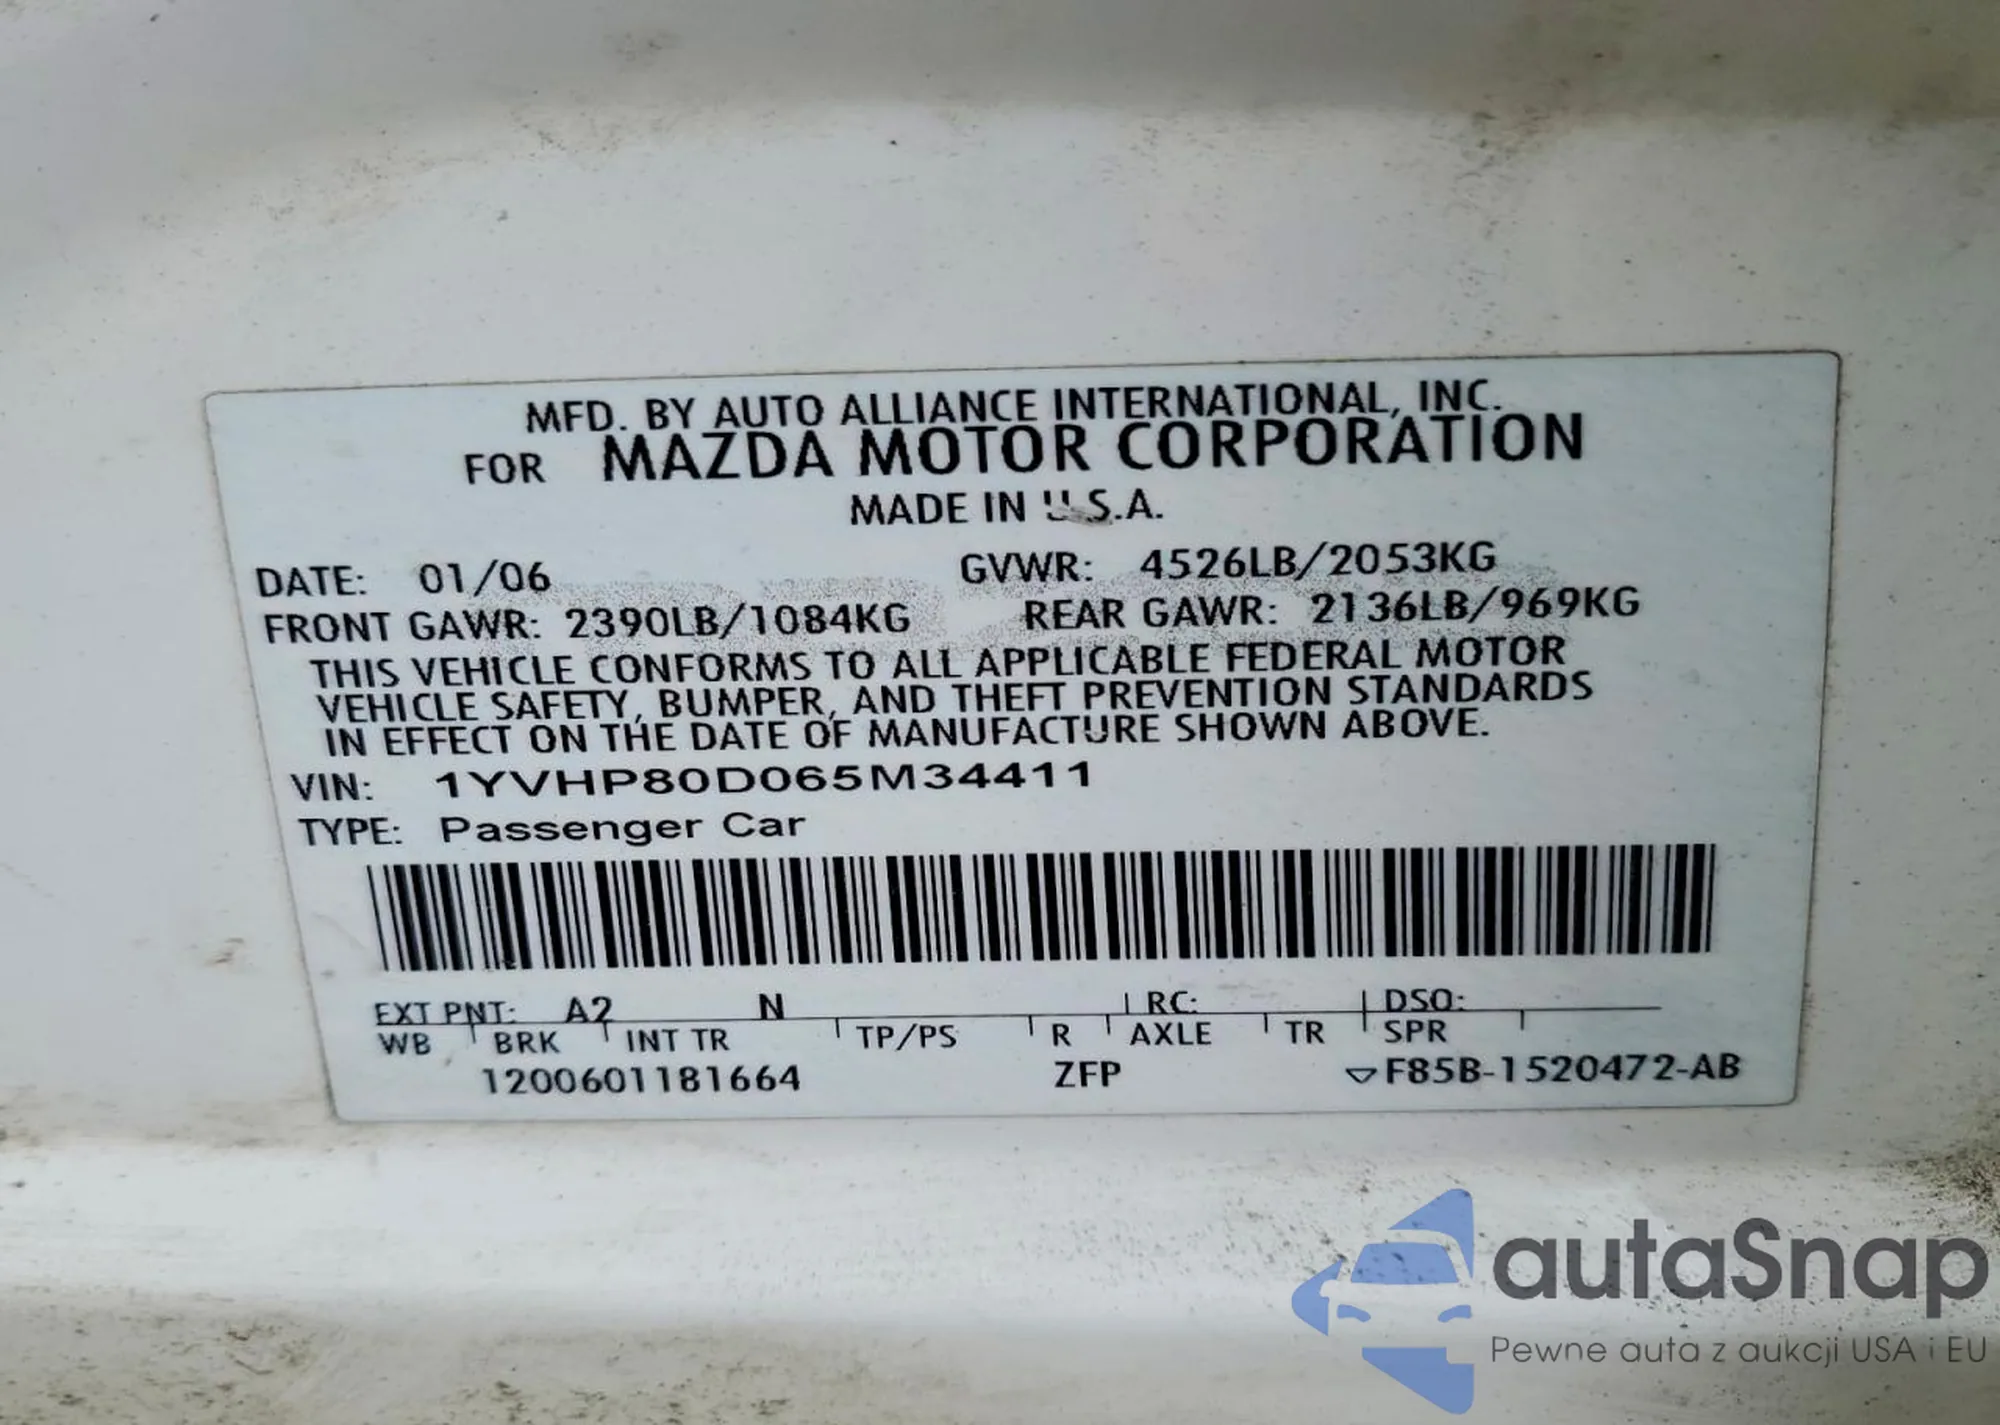 MFD. BY AUTO ALLIANCE INTERNATIONAL, INC.
FOR MAZDA MOTOR CORPORATION
MADE IN U.S.A.
DATE: 01/06 GVWR: 4526LB/2053KG
FRONT GAWR: 2390LB/1084KG REAR GAWR: 2136LB/969KG
THIS VEHICLE CONFORMS TO ALL APPLICABLE FEDERAL MOTOR
VEHICLE SAFETY, BUMPER, AND THEFT PREVENTION STANDARDS
IN EFFECT ON THE DATE OF MANUFACTURE SHOWN ABOVE.
VIN: 1YVHP80D065M34411
TYPE: Passenger Car
EXT PNT: A2 N RC: DSO:
WB BRK INT TR TP/PS R AXLE TR SPR
1200601181664 ZFP F85B-1520472-AB
autaSnap
Pewne auta z aukcji USA i EU